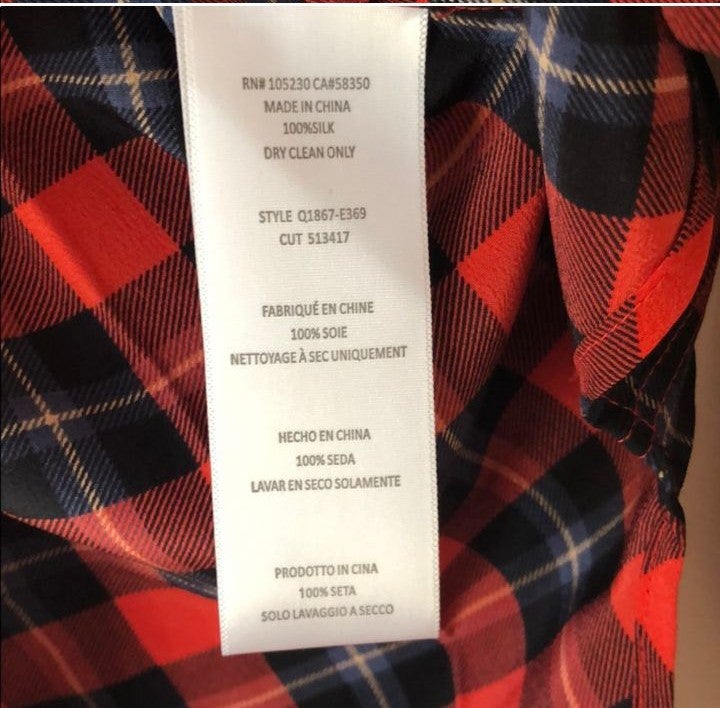 RN# 105230 CA#58350
MADE IN CHINA
100%SILK
DRY CLEAN ONLY
STYLE Q1867-E369
CUT 513417
FABRIQUÉ EN CHINE
100% SOIE
NETTOYAGE À SEC UNIQUEMENT
HECHO EN CHINA
100% SEDA
LAVAR EN SECO SOLAMENTE
PRODOTTO IN CINA
100% SETA
SOLO LAVAGGIO A SECCO